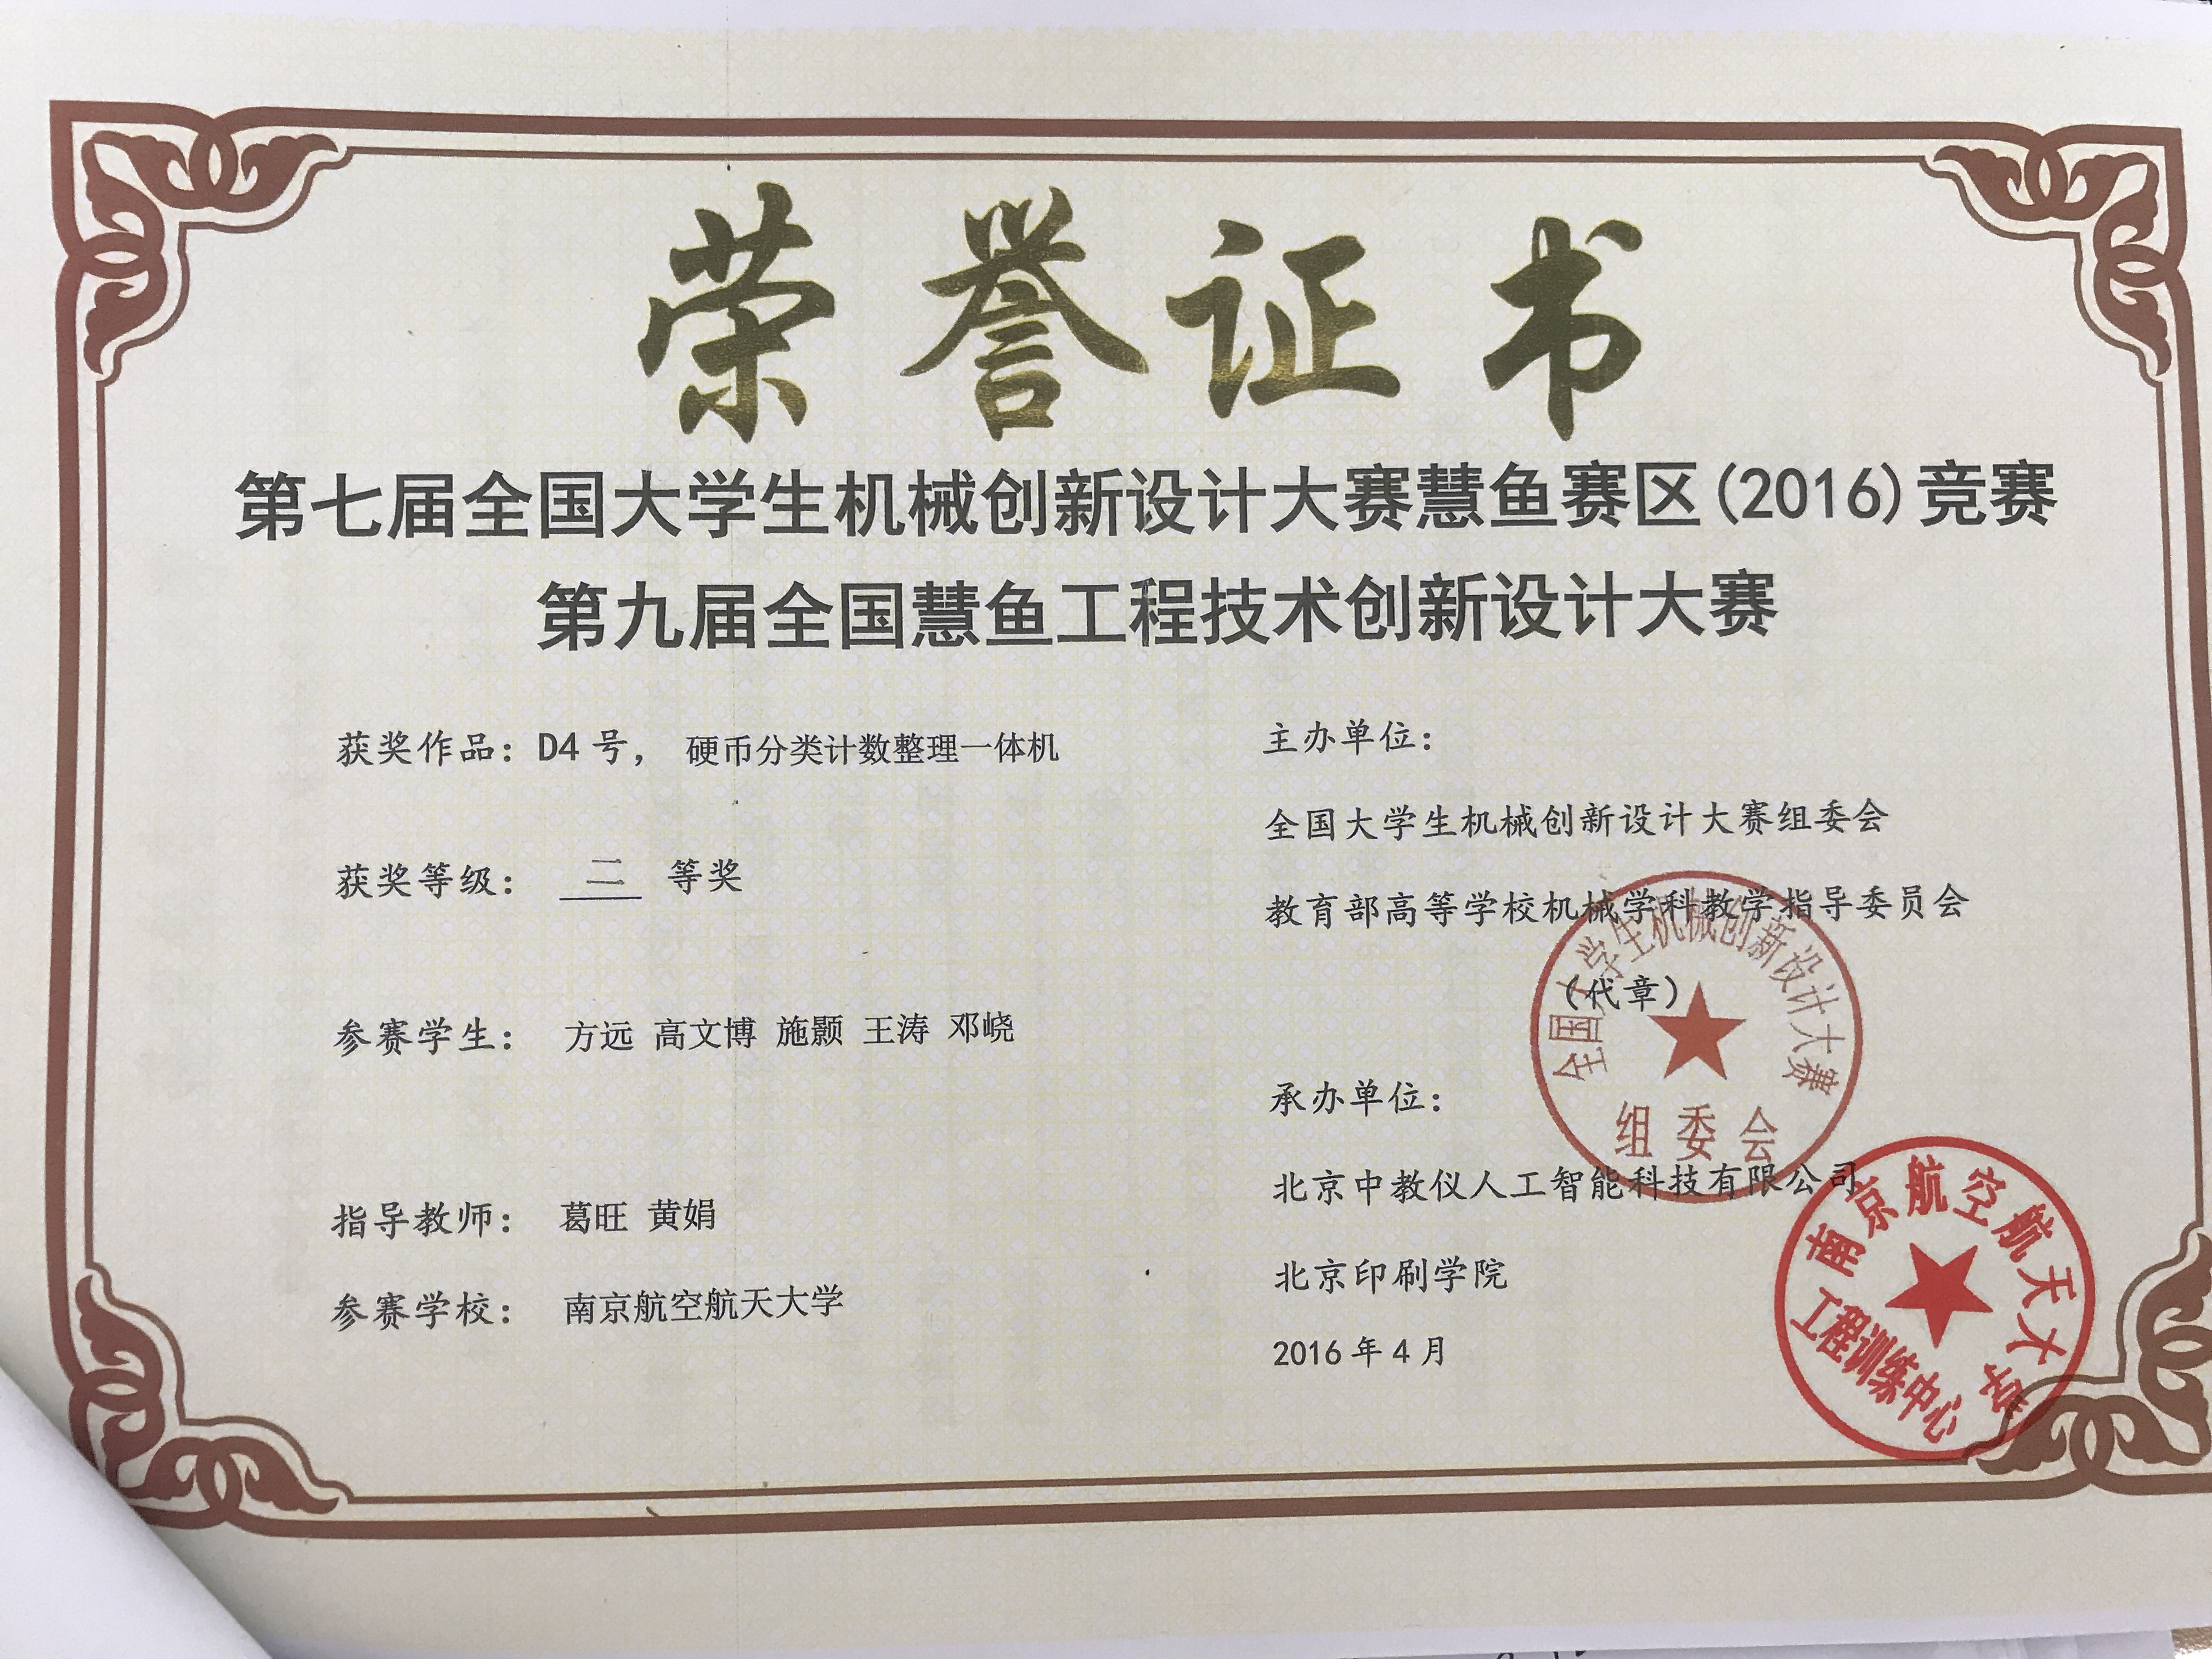 荣誉证书
第七届全国大学生机械创新设计大赛慧鱼赛区(2016)竞赛
第九届全国慧鱼工程技术创新设计大赛
获奖作品：D4号， 硬币分类计数整理一体机
获奖等级： 二 等奖
参赛学生： 方远 高文博 施颢 王涛 邓峣
指导教师： 葛旺 黄娟
参赛学校： 南京航空航天大学
主办单位：
全国大学生机械创新设计大赛组委会
教育部高等学校机械学科教学指导委员会
（代章）
承办单位：
北京中教仪人工智能科技有限公司
北京印刷学院
2016年4月
全国大学生机械创新设计大赛
组委会
南京航空航天大学
工程训练中心